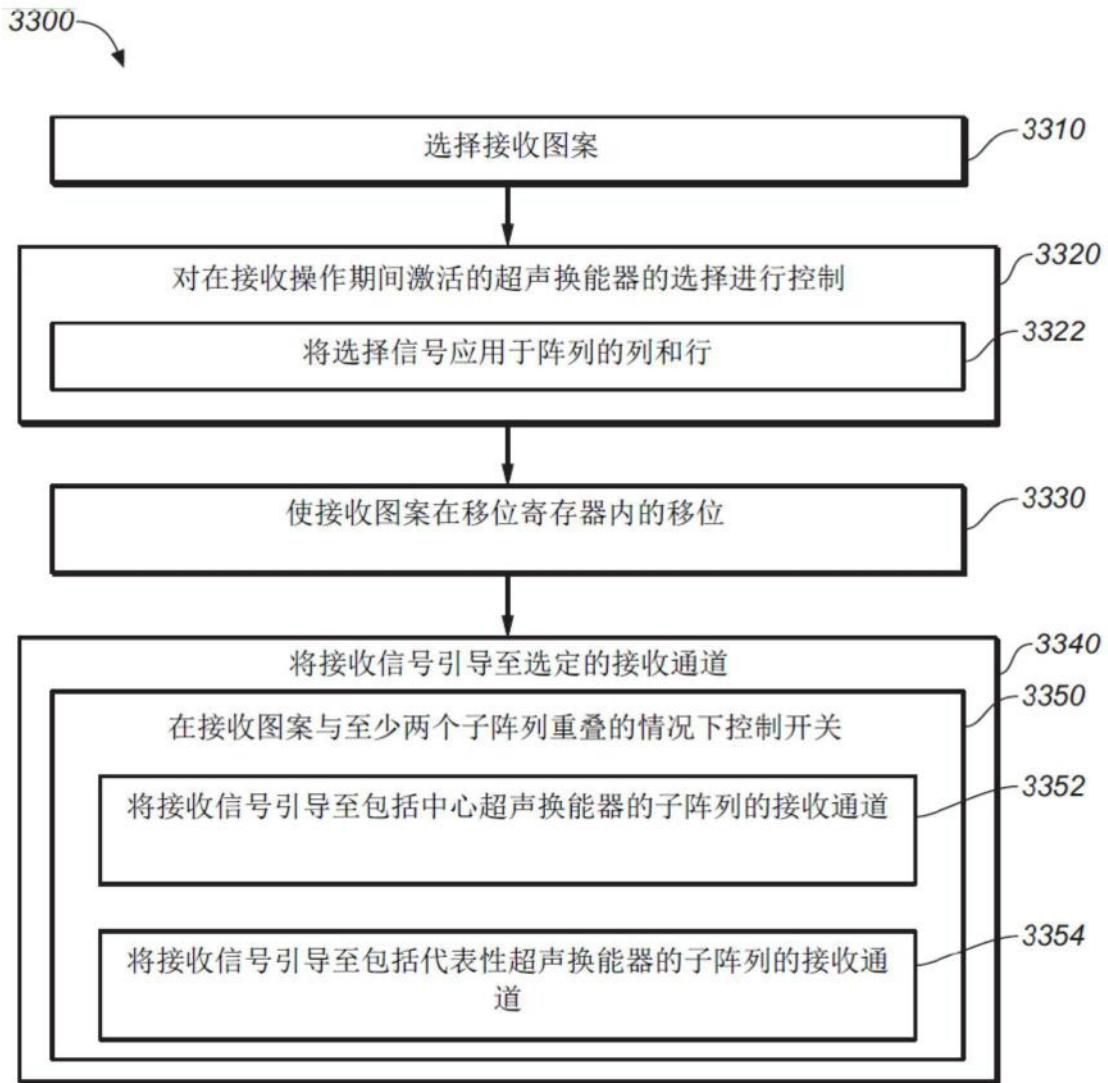 3300
选择接收图案
3310
对在接收操作期间激活的超声换能器的选择进行控制
3320
将选择信号应用于阵列的列和行
3322
使接收图案在移位寄存器内的移位
3330
将接收信号引导至选定的接收通道
3340
在接收图案与至少两个子阵列重叠的情况下控制开关
3350
将接收信号引导至包括中心超声换能器的子阵列的接收通道
3352
将接收信号引导至包括代表性超声换能器的子阵列的接收通
道
3354